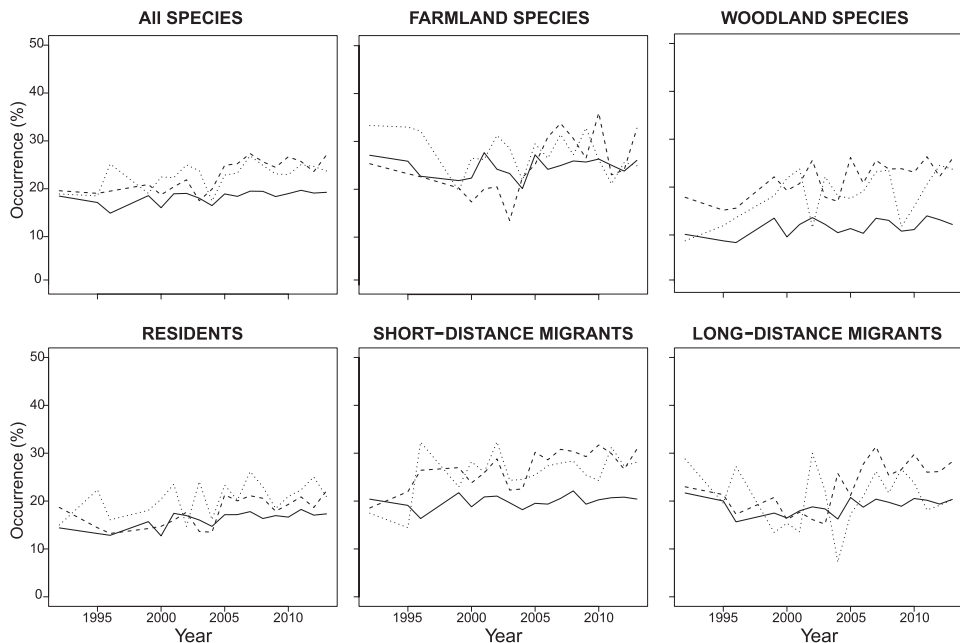 All SPECIES
FARMLAND SPECIES
WOODLAND SPECIES
50
40
30
20
10
0
Occurrence (%)
RESIDENTS
SHORT−DISTANCE MIGRANTS
LONG−DISTANCE MIGRANTS
50
40
30
20
10
0
Occurrence (%)
1995 2000 2005 2010
1995 2000 2005 2010
1995 2000 2005 2010
Year
Year
Year